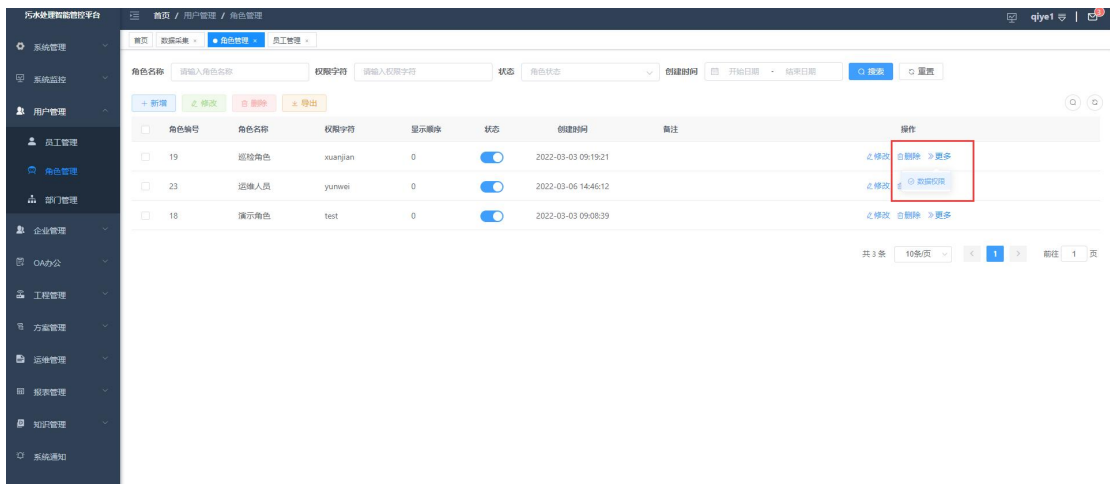 污水处理智能管控平台 首页 / 用户管理 / 角色管理 qiye1
系统管理
系统监控
用户管理
员工管理
角色管理
部门管理
企业管理
OA办公
工程管理
方案管理
运维管理
报表管理
知识管理
系统通知
首页 数据采集 × 角色管理 × 员工管理 ×
角色名称 请输入角色名称 权限字符 请输入权限字符 状态 角色状态 创建时间 开始日期 - 结束日期 搜索 重置
+ 新增 修改 删除 导出
角色编号 角色名称 权限字符 显示顺序 状态 创建时间 备注 操作
19 巡检角色 xuanjian 0 2022-03-03 09:19:21 修改 删除 更多
23 运维人员 yunwei 0 2022-03-06 14:46:12 修改 数据权限
18 演示角色 test 0 2022-03-03 09:08:39 修改 删除 更多
共 3 条 10条/页 < 1 > 前往 1 页